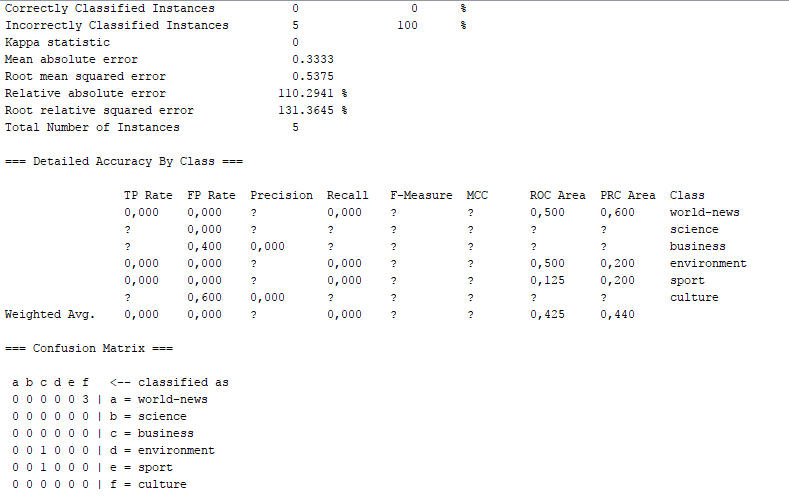 Correctly Classified Instances 0 0 %
Incorrectly Classified Instances 5 100 %
Kappa statistic 0
Mean absolute error 0.3333
Root mean squared error 0.5375
Relative absolute error 110.2941 %
Root relative squared error 131.3645 %
Total Number of Instances 5
=== Detailed Accuracy By Class ===
TP Rate FP Rate Precision Recall F-Measure MCC ROC Area PRC Area Class
0,000 0,000 ? 0,000 ? ? 0,500 0,600 world-news
? 0,000 ? ? ? ? ? ? science
? 0,400 0,000 ? ? ? ? ? business
0,000 0,000 ? 0,000 ? ? 0,500 0,200 environment
0,000 0,000 ? 0,000 ? ? 0,125 0,200 sport
? 0,600 0,000 ? ? ? ? ? culture
Weighted Avg. 0,000 0,000 ? 0,000 ? ? 0,425 0,440
=== Confusion Matrix ===
a b c d e f <-- classified as
0 0 0 0 0 3 | a = world-news
0 0 0 0 0 0 | b = science
0 0 0 0 0 0 | c = business
0 0 1 0 0 0 | d = environment
0 0 1 0 0 0 | e = sport
0 0 0 0 0 0 | f = culture